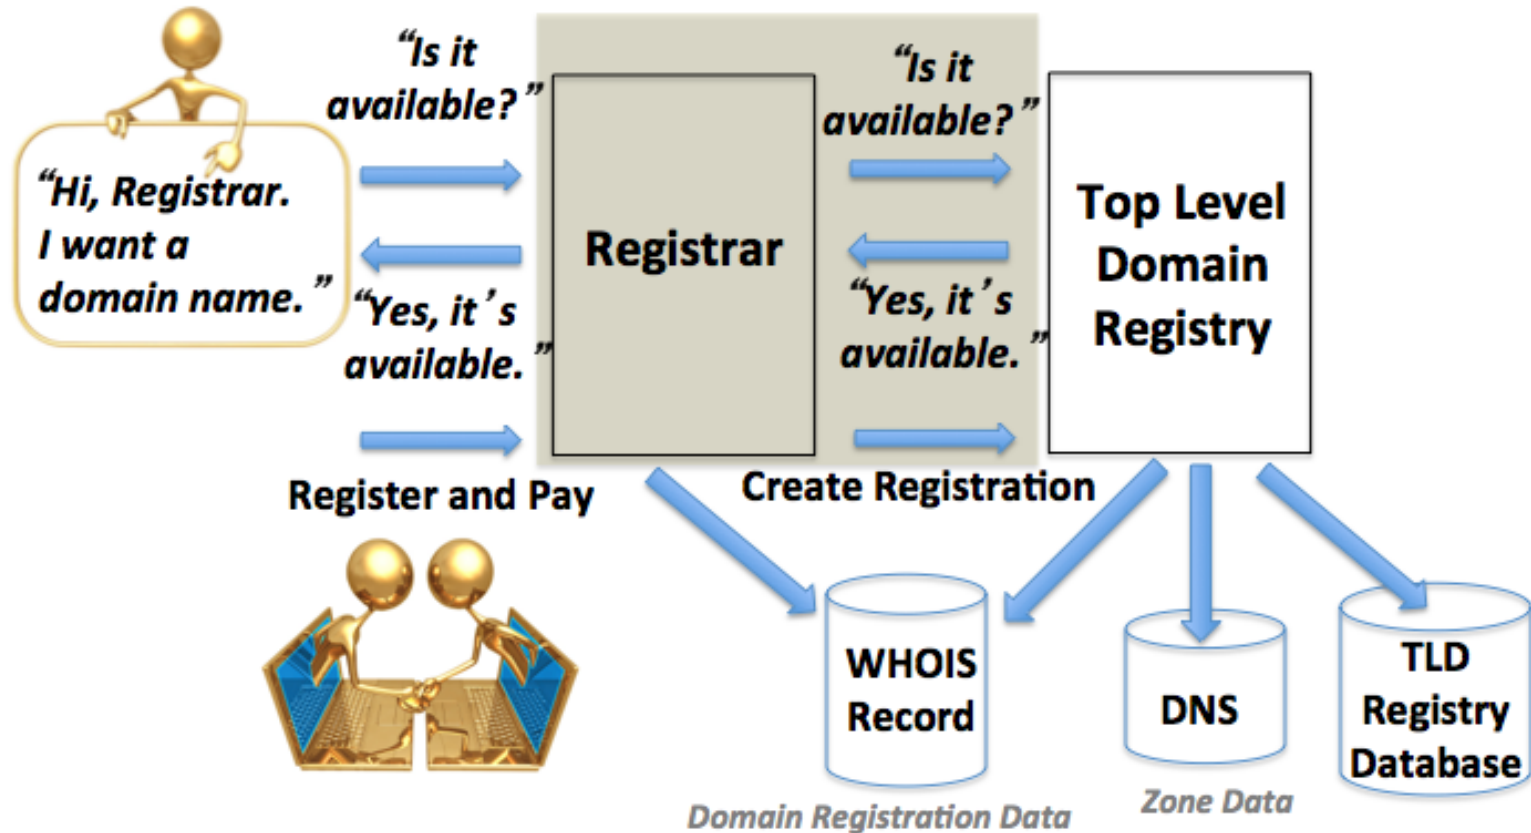 “Is it
available?”
“Is it
available?”
“Hi, Registrar.
I want a
domain name.”
Registrar
Top Level
Domain
Registry
“Yes, it’s
available.”
“Yes, it’s
available.”
Register and Pay
Create Registration
WHOIS
Record
DNS
TLD
Registry
Database
Domain Registration Data
Zone Data